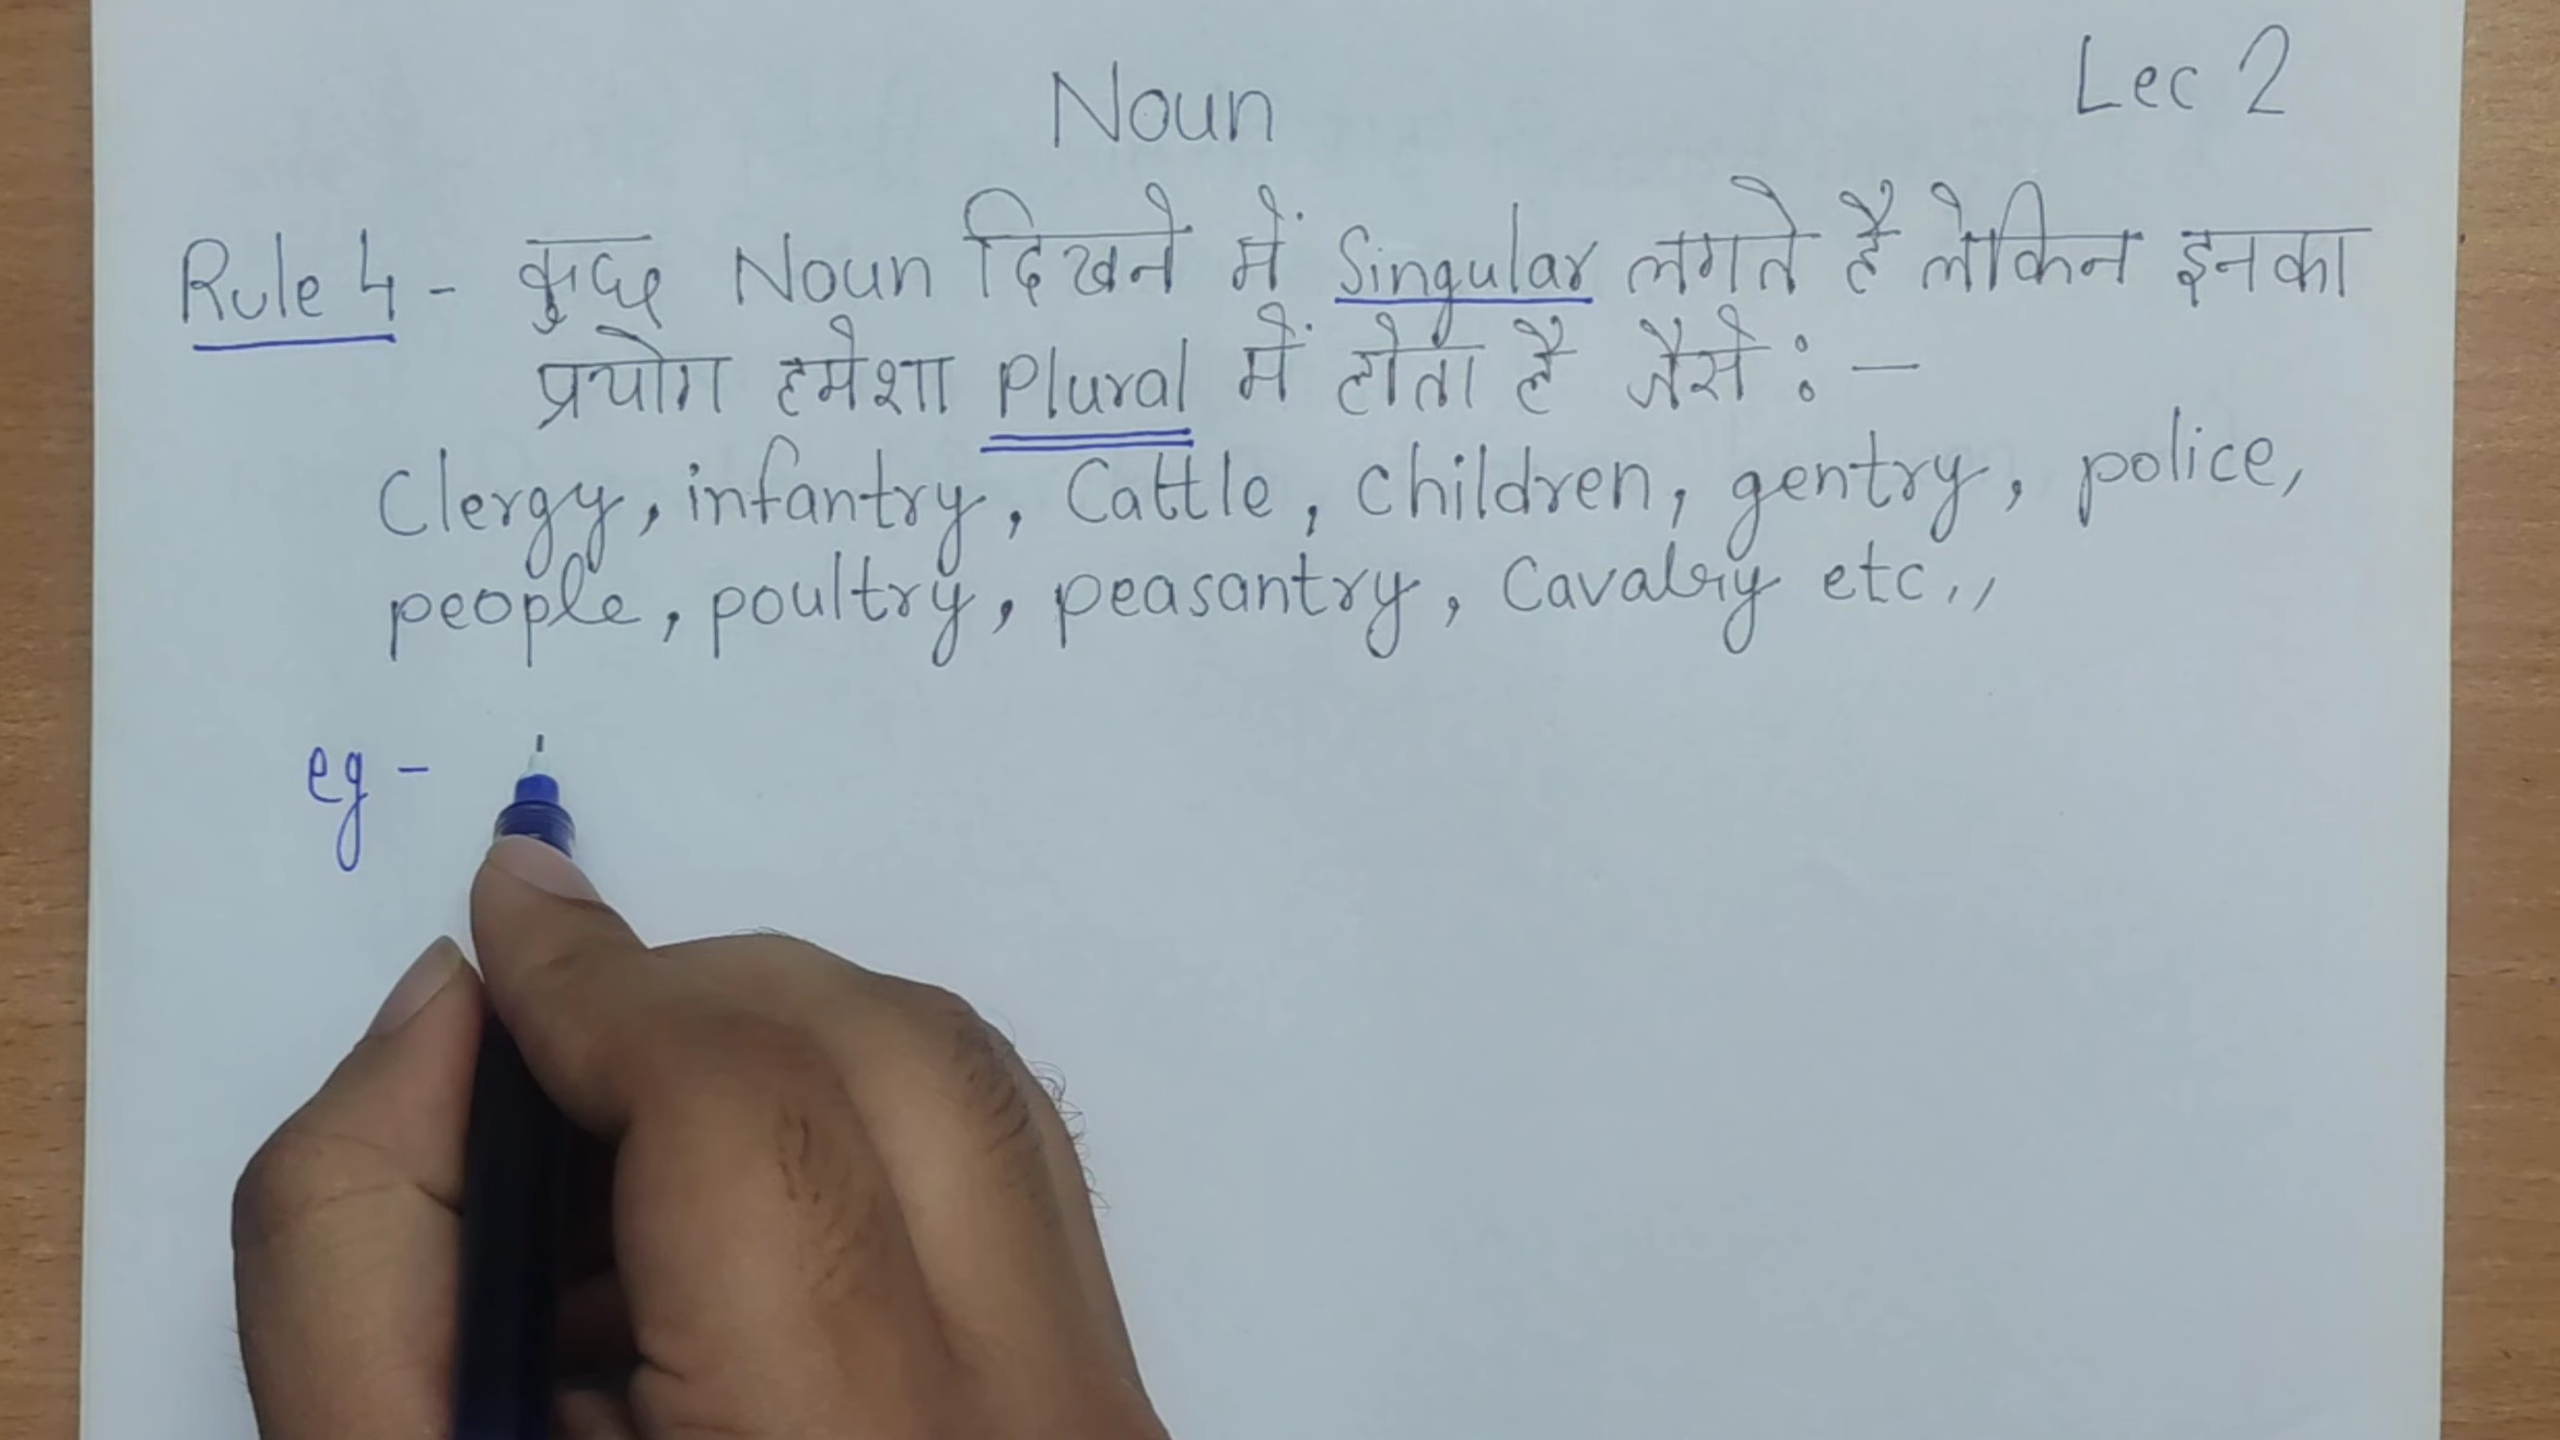 Noun
Lec 2
Rule 4 - कुछ Noun दिखने में Singular लगते है लेकिन इनका
प्रयोग हमेशा Plural में होता है जैसे : -
Clergy, infantry, Cattle, Children, gentry, police,
people, poultry, peasantry, Cavalry etc.,
eg -